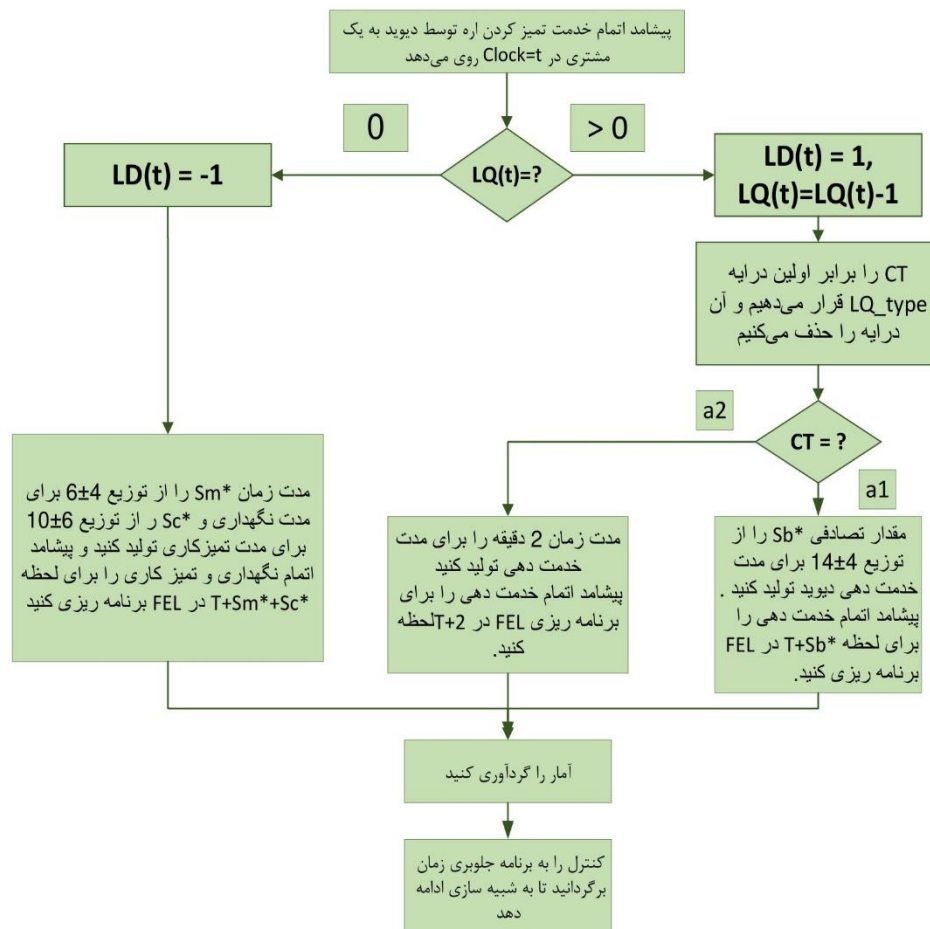 پیشامد اتمام خدمت تمیز کردن اره توسط دیوید به یک
مشتری در Clock=t روی می‌دهد
0
> 0
LD(t) = -1
LQ(t)=?
LD(t) = 1,
LQ(t)=LQ(t)-1
CT را برابر اولین درایه
LQ_type قرار می‌دهیم و آن
درایه را حذف می‌کنیم
a2
CT = ?
a1
مدت زمان *Sm را از توزیع 4±6 برای
مدت نگهداری و *Sc ر از توزیع 6±10
برای مدت تمیزکاری تولید کنید و پیشامد
اتمام نگهداری و تمیز کاری را برای لحظه
T+Sm*+Sc* در FEL برنامه ریزی کنید
مدت زمان 2 دقیقه را برای مدت
خدمت دهی تولید کنید
پیشامد اتمام خدمت دهی را برای
لحظه T+2 در FEL برنامه ریزی
کنید.
مقدار تصادفی *Sb را از
توزیع 4±14 برای مدت
خدمت دهی دیوید تولید کنید .
پیشامد اتمام خدمت دهی را
برای لحظه T+Sb* در FEL
برنامه ریزی کنید.
آمار را گردآوری کنید
کنترل را به برنامه جلوبری زمان
برگردانید تا به شبیه سازی ادامه
دهد